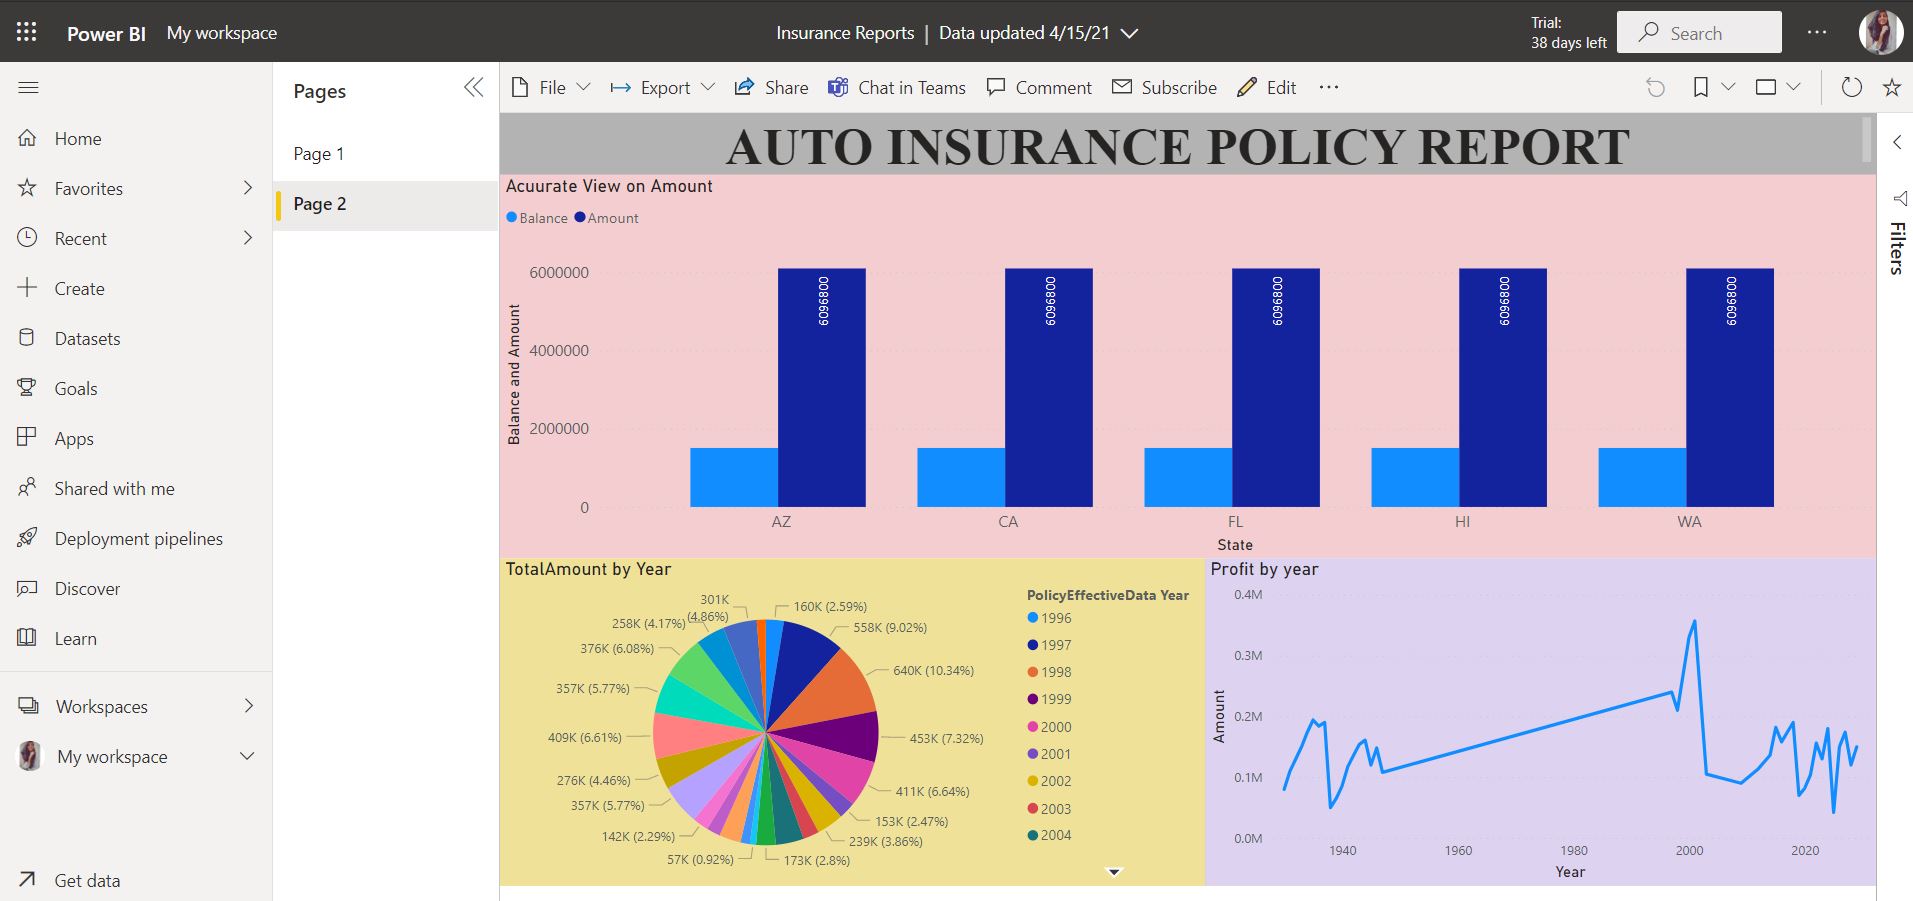 Power BI My workspace
Insurance Reports | Data updated 4/15/21
Trial:
38 days left
Search
Home
Favorites
Recent
Create
Datasets
Goals
Apps
Shared with me
Deployment pipelines
Discover
Learn
Workspaces
My workspace
Get data
Pages
Page 1
Page 2
File Export Share Chat in Teams Comment Subscribe Edit
Filters
AUTO INSURANCE POLICY REPORT
Acuurate View on Amount
Balance Amount
Balance and Amount
6000000
4000000
2000000
0
6096800
6096800
6096800
6096800
6096800
AZ CA FL HI WA
State
TotalAmount by Year
160K (2.59%)
558K (9.02%)
640K (10.34%)
453K (7.32%)
411K (6.64%)
153K (2.47%)
239K (3.86%)
173K (2.8%)
57K (0.92%)
142K (2.29%)
357K (5.77%)
276K (4.46%)
409K (6.61%)
357K (5.77%)
376K (6.08%)
258K (4.17%)
301K
(4.86%)
PolicyEffectiveData Year
1996
1997
1998
1999
2000
2001
2002
2003
2004
Profit by year
Amount
0.4M
0.3M
0.2M
0.1M
0.0M
1940 1960 1980 2000 2020
Year